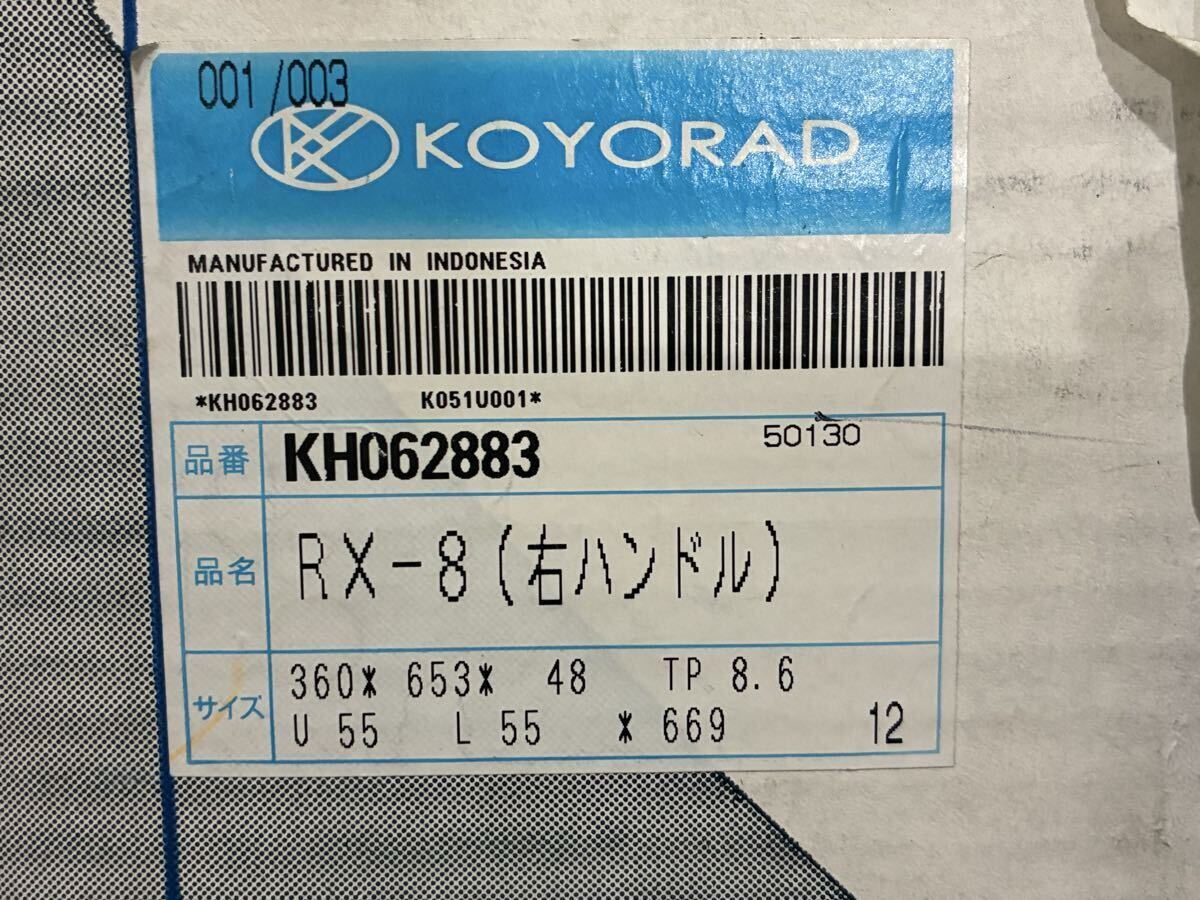 001/003
KOYORAD
MANUFACTURED IN INDONESIA
*KH062883 K051U001*
品番 KH062883 50130
品名 RX-8(右ハンドル)
サイズ 360* 653* 48 TP 8.6
U 55 L 55 * 669 12